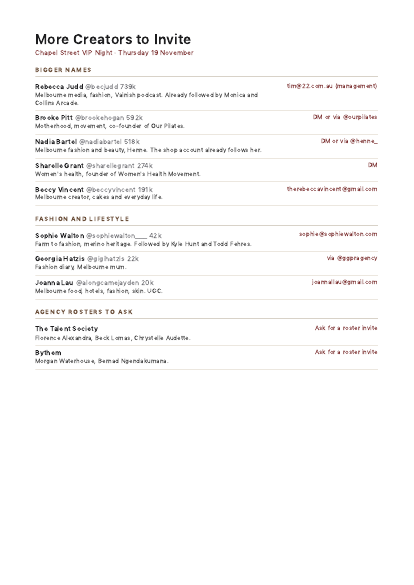 More Creators to Invite
Chapel Street VIP Night · Thursday 19 November
BIGGER NAMES
Rebecca Judd @becjudd 739k
tim@22.com.au (management)
Melbourne media, fashion, Vainish podcast. Already followed by Monica and
Collins Arcade.
Brooke Pitt @brookehogan 592k
DM or via @ourpilates
Motherhood, movement, co-founder of Our Pilates.
Nadia Bartel @nadiabartel 518k
DM or via @henne_
Melbourne fashion and beauty, Henne. The shop account already follows her.
Sharelle Grant @sharellegrant 274k
DM
Women's health, founder of Women's Health Movement.
Beccy Vincent @beccyvincent 191k
therebeccavincent@gmail.com
Melbourne creator, cakes and everyday life.
FASHION AND LIFESTYLE
Sophie Walton @sophiewalton___ 42k
sophie@sophiewalton.com
Farm to fashion, merino heritage. Followed by Kyle Hunt and Todd Fehres.
Georgia Hatzis @gigihatzis 22k
via @ggpragency
Fashion diary, Melbourne mum.
Joanna Lau @alongcamejayden 20k
joannallau@gmail.com
Melbourne food, hotels, fashion, skin. UGC.
AGENCY ROSTERS TO ASK
The Talent Society
Ask for a roster invite
Florence Alexandra, Beck Lomas, Chrystelle Audette.
Bythem
Ask for a roster invite
Morgan Waterhouse, Bernad Ngendakumana.